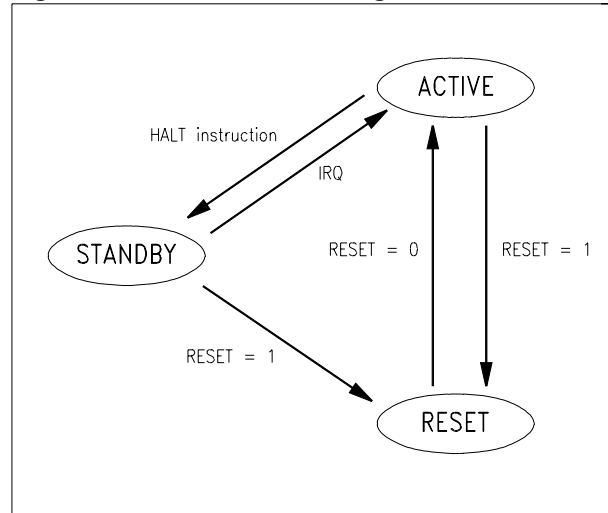 ACTIVE
HALT instruction
IRQ
STANDBY
RESET = 0
RESET = 1
RESET = 1
RESET